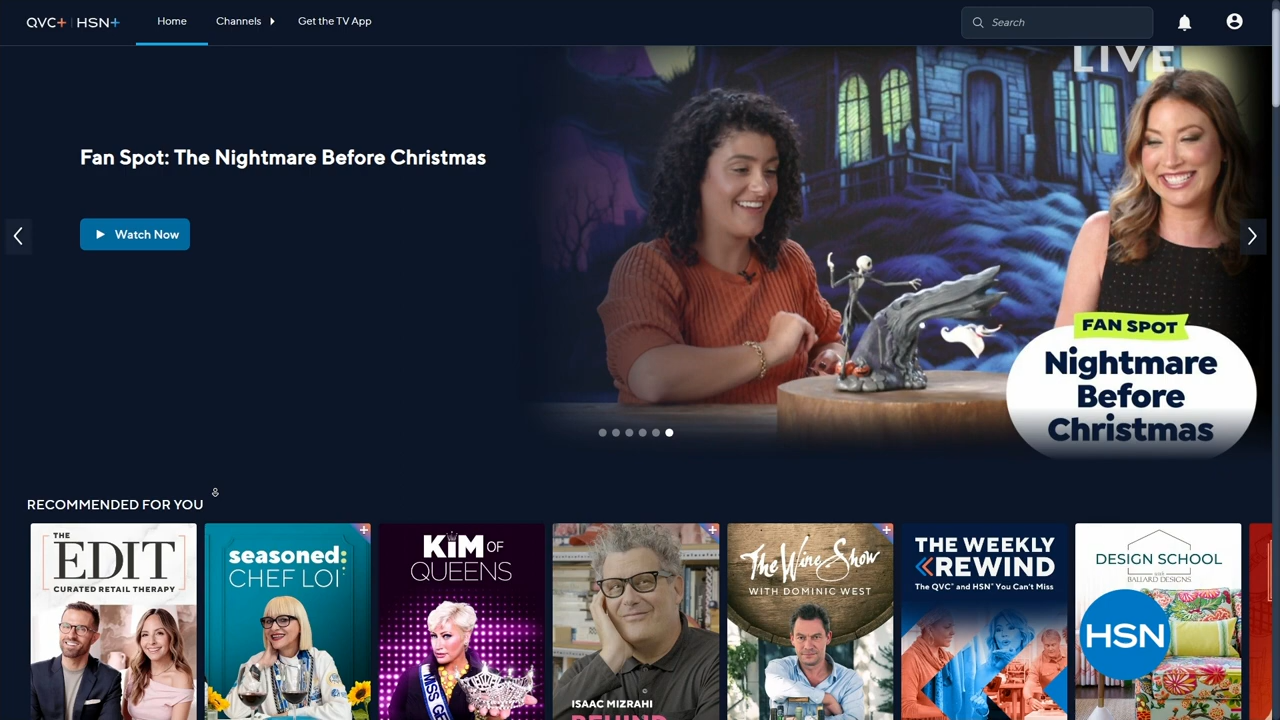 QVC+ | HSN+
Home
Channels
Get the TV App
Search
LIVE
Fan Spot: The Nightmare Before Christmas
Watch Now
FAN SPOT
Nightmare
Before
Christmas
RECOMMENDED FOR YOU
THE
EDIT
CURATED RETAIL THERAPY
seasoned:
CHEF LOI
KIM OF
QUEENS
MISS
ISAAC MIZRAHI
BEHIND
The Wine Show
WITH DOMINIC WEST
THE WEEKLY
REWIND
The QVC® and HSN® You Can't Miss
DESIGN SCHOOL
with
BALLARD DESIGNS
HSN